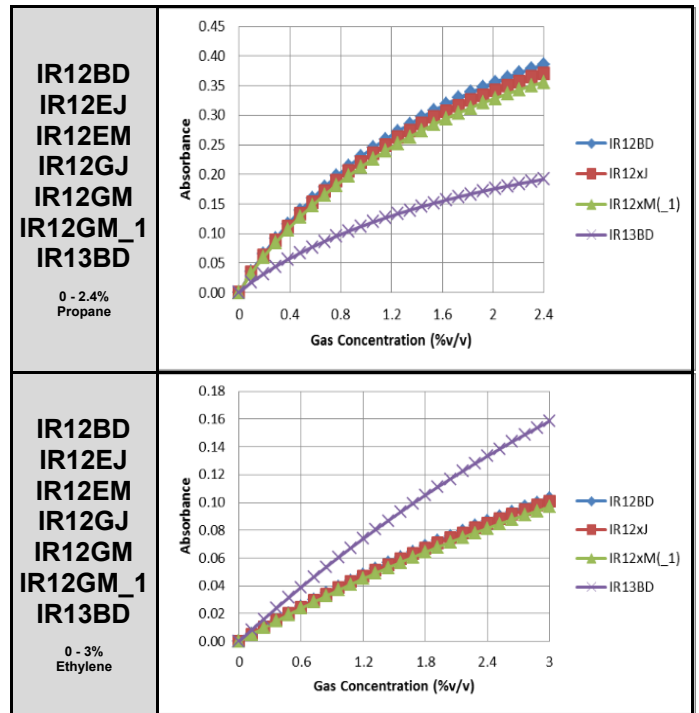 IR12BD
IR12EJ
IR12EM
IR12GJ
IR12GM
IR12GM_1
IR13BD
0 - 2.4%
Propane
Absorbance
0.45
0.40
0.35
0.30
0.25
0.20
0.15
0.10
0.05
0.00
0 0.4 0.8 1.2 1.6 2 2.4
Gas Concentration (%v/v)
IR12BD
IR12xJ
IR12xM(_1)
IR13BD
IR12BD
IR12EJ
IR12EM
IR12GJ
IR12GM
IR12GM_1
IR13BD
0 - 3%
Ethylene
Absorbance
0.18
0.16
0.14
0.12
0.10
0.08
0.06
0.04
0.02
0.00
0 0.6 1.2 1.8 2.4 3
Gas Concentration (%v/v)
IR12BD
IR12xJ
IR12xM(_1)
IR13BD